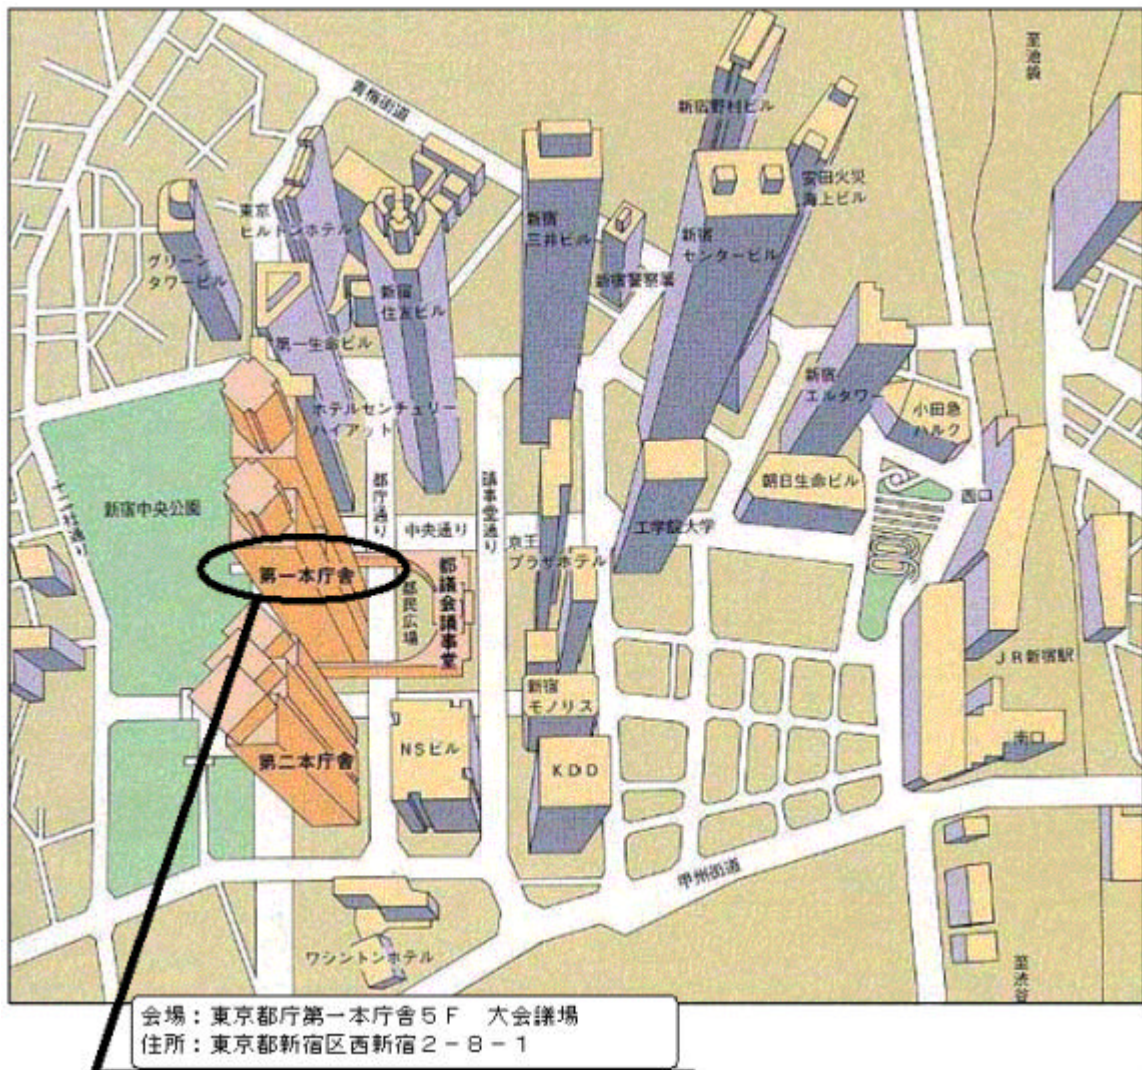 至池袋
青梅街道
新宿野村ビル
安田火災
海上ビル
東京
ヒルトンホテル
新宿
三井ビル
新宿
センタービル
グリーン
タワービル
新宿
住友ビル
新宿警察署
第一生命ビル
新宿
エルタワー
小田急
ハルク
ホテルセンチュリー
ハイアット
新宿中央公園
十二社通り
都庁通り
議事堂通り
中央通り
朝日生命ビル
西口
工学院大学
京王
プラザホテル
第一本庁舎
都民広場
都議会議事堂
JR新宿駅
新宿
モノリス
南口
第二本庁舎
NSビル
KDD
甲州街道
ワシントンホテル
至渋谷
会場：東京都庁第一本庁舎5F 大会議場
住所：東京都新宿区西新宿2-8-1